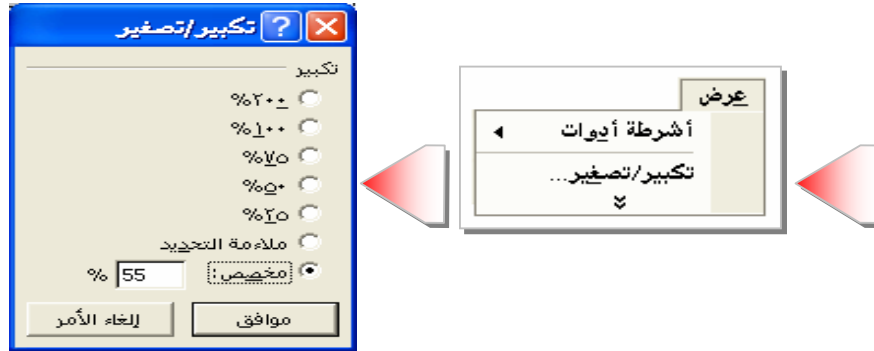 عرض
أشرطة أدوات
تكبير/تصغير...
تكبير/تصغير
تكبير
٢٠٠%
١٠٠%
٧٥%
٥٠%
٢٥%
ملاءمة التحديد
مخصص: 55 %
موافق إلغاء الأمر